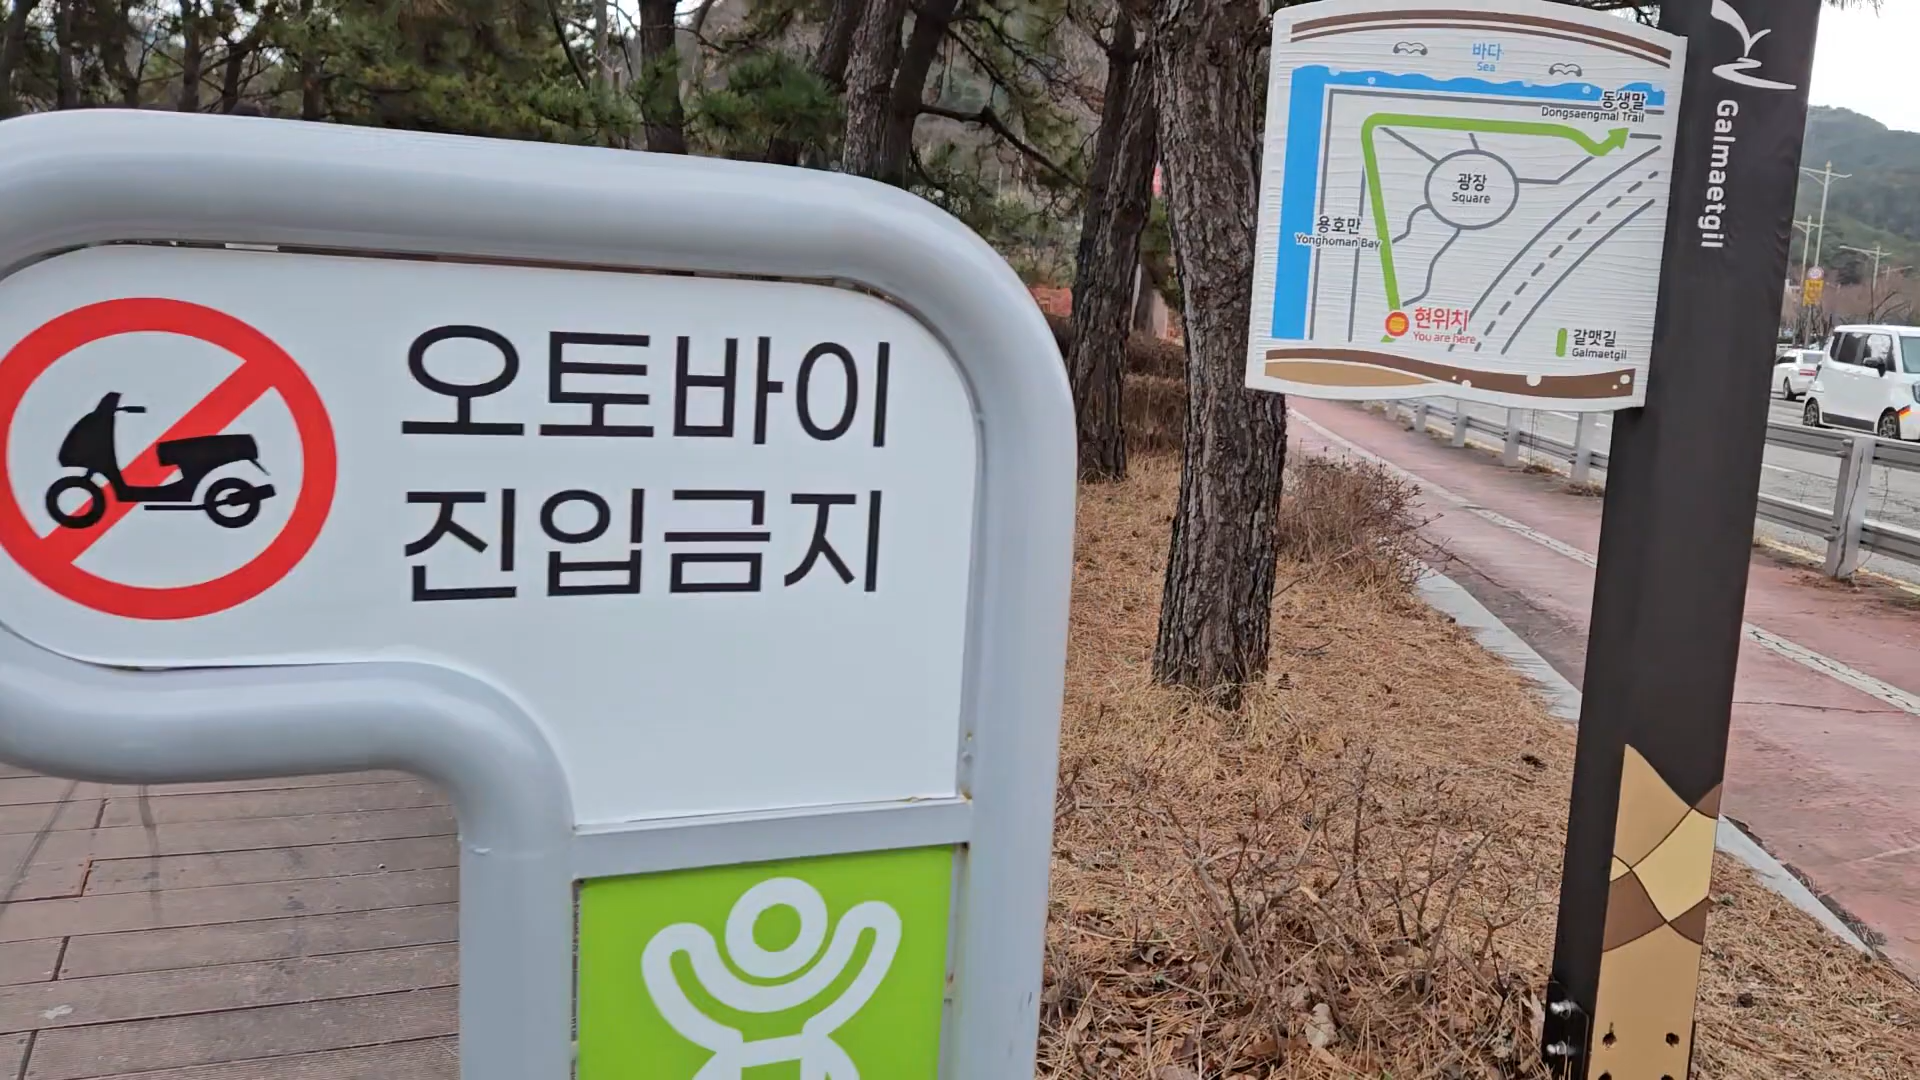 오토바이
진입금지
바다
Sea
동생말
Dongsaengmal Trail
광장
Square
용호만
Yonghoman Bay
현위치
You are here
갈맷길
Galmaetgil
Galmaetgil